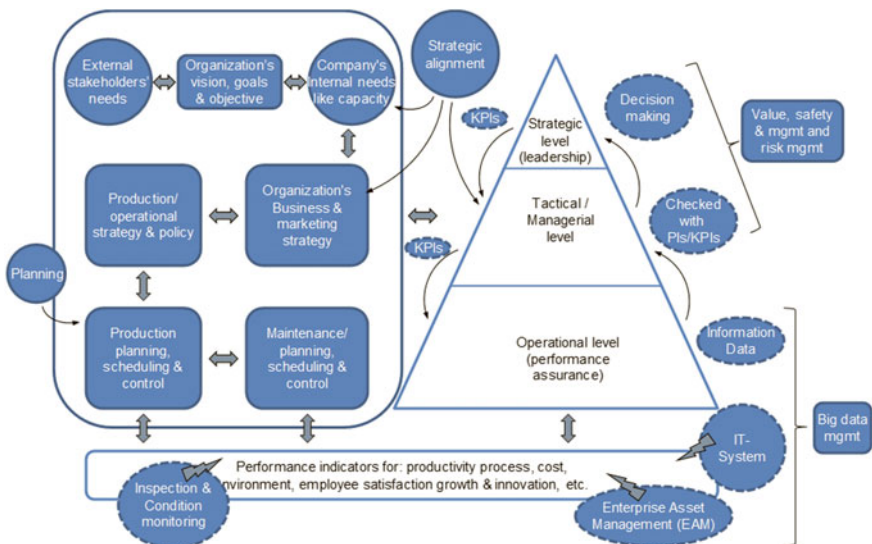 External
stakeholders'
needs
Organization's
vision, goals
& objective
Company's
Internal needs
like capacity
Strategic
alignment
KPIs
Strategic
level
(leadership)
Decision
making
Value, safety
& mgmt and
risk mgmt
Production/
operational
strategy & policy
Organization's
Business &
marketing
strategy
Tactical /
Managerial
level
Checked
with
PIs/KPIs
KPIs
Planning
Production
planning,
scheduling &
control
Maintenance/
planning,
scheduling &
control
Operational level
(performance
assurance)
Information
Data
Big data
mgmt
IT-
System
Performance indicators for: productivity process, cost,
nvironment, employee satisfaction growth & innovation, etc.
Inspection &
Condition
monitoring
Enterprise Asset
Management (EAM)